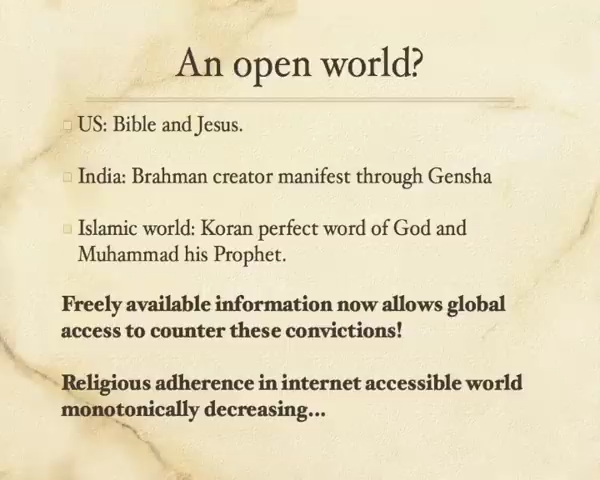 An open world?
US: Bible and Jesus.
India: Brahman creator manifest through Gensha
Islamic world: Koran perfect word of God and
Muhammad his Prophet.
Freely available information now allows global
access to counter these convictions!
Religious adherence in internet accessible world
monotonically decreasing...